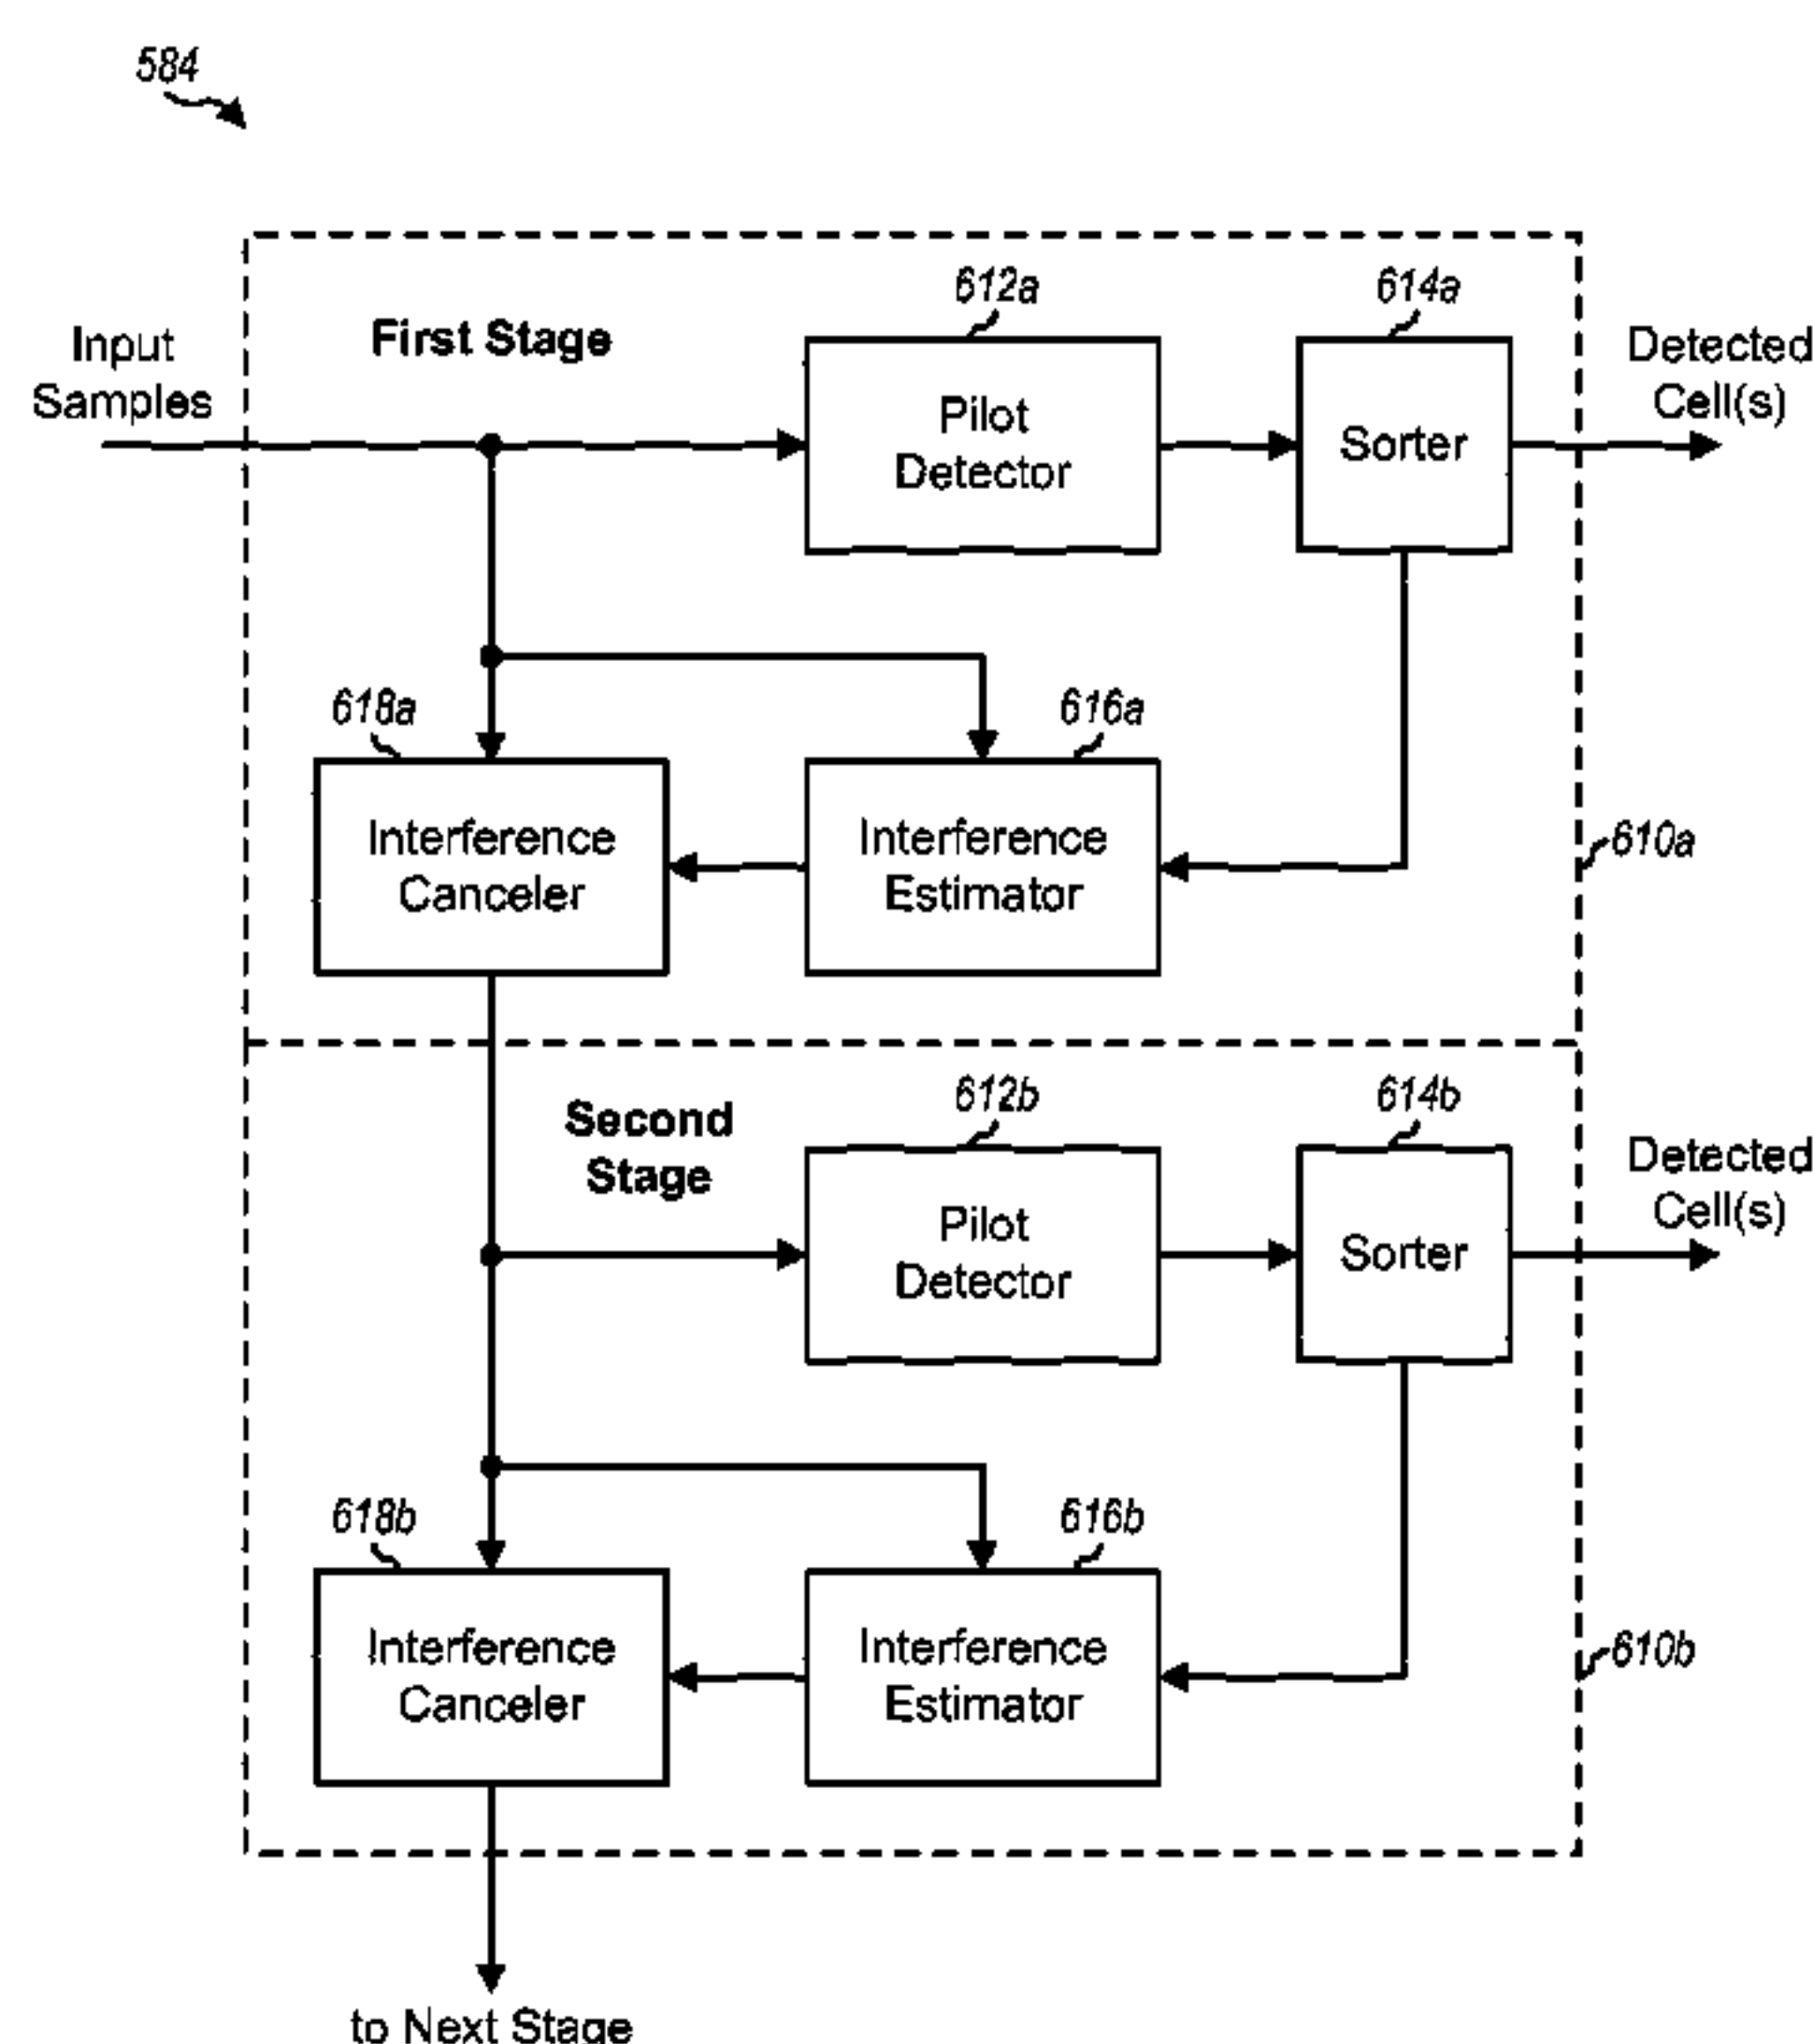 584
612a
614a
Input
Samples
First Stage
Pilot
Detector
Sorter
Detected
Cell(s)
618a
616a
Interference
Canceler
Interference
Estimator
610a
612b
614b
Second
Stage
Pilot
Detector
Sorter
Detected
Cell(s)
618b
616b
Interference
Canceler
Interference
Estimator
610b
to Next Stage